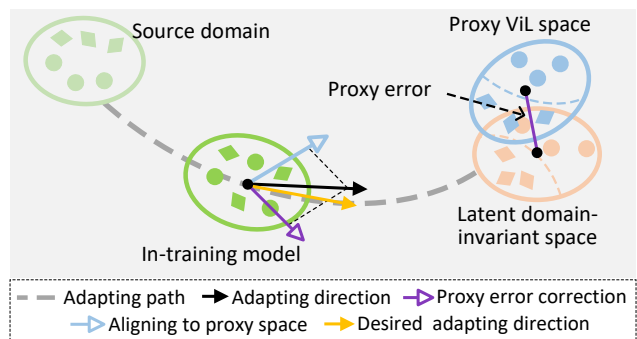 Source domain
Proxy ViL space
Proxy error
In-training model
Latent domain-
invariant space
Adapting path
Adapting direction
Proxy error correction
Aligning to proxy space
Desired adapting direction